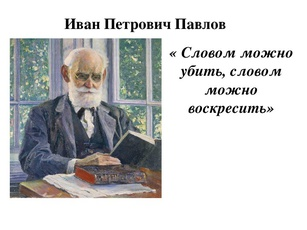 Иван Петрович Павлов
« Словом можно
убить, словом
можно
воскресить»